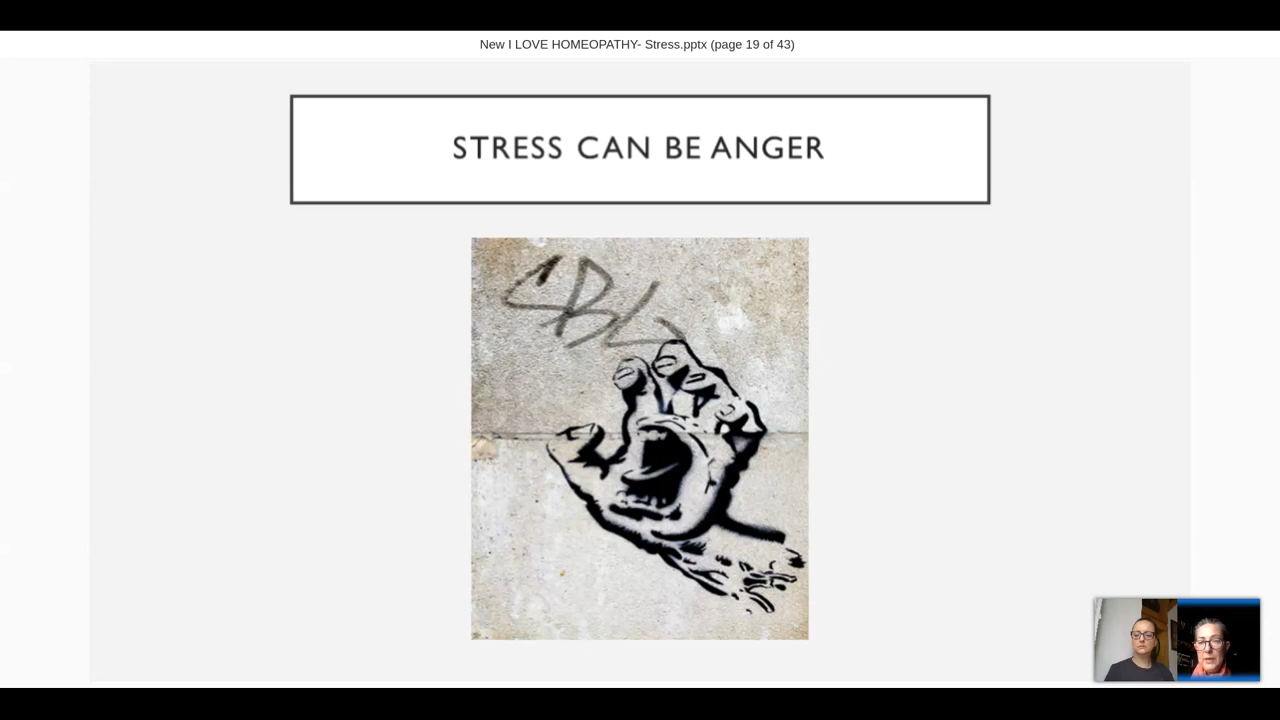 New I LOVE HOMEOPATHY- Stress.pptx (page 19 of 43)
STRESS CAN BE ANGER